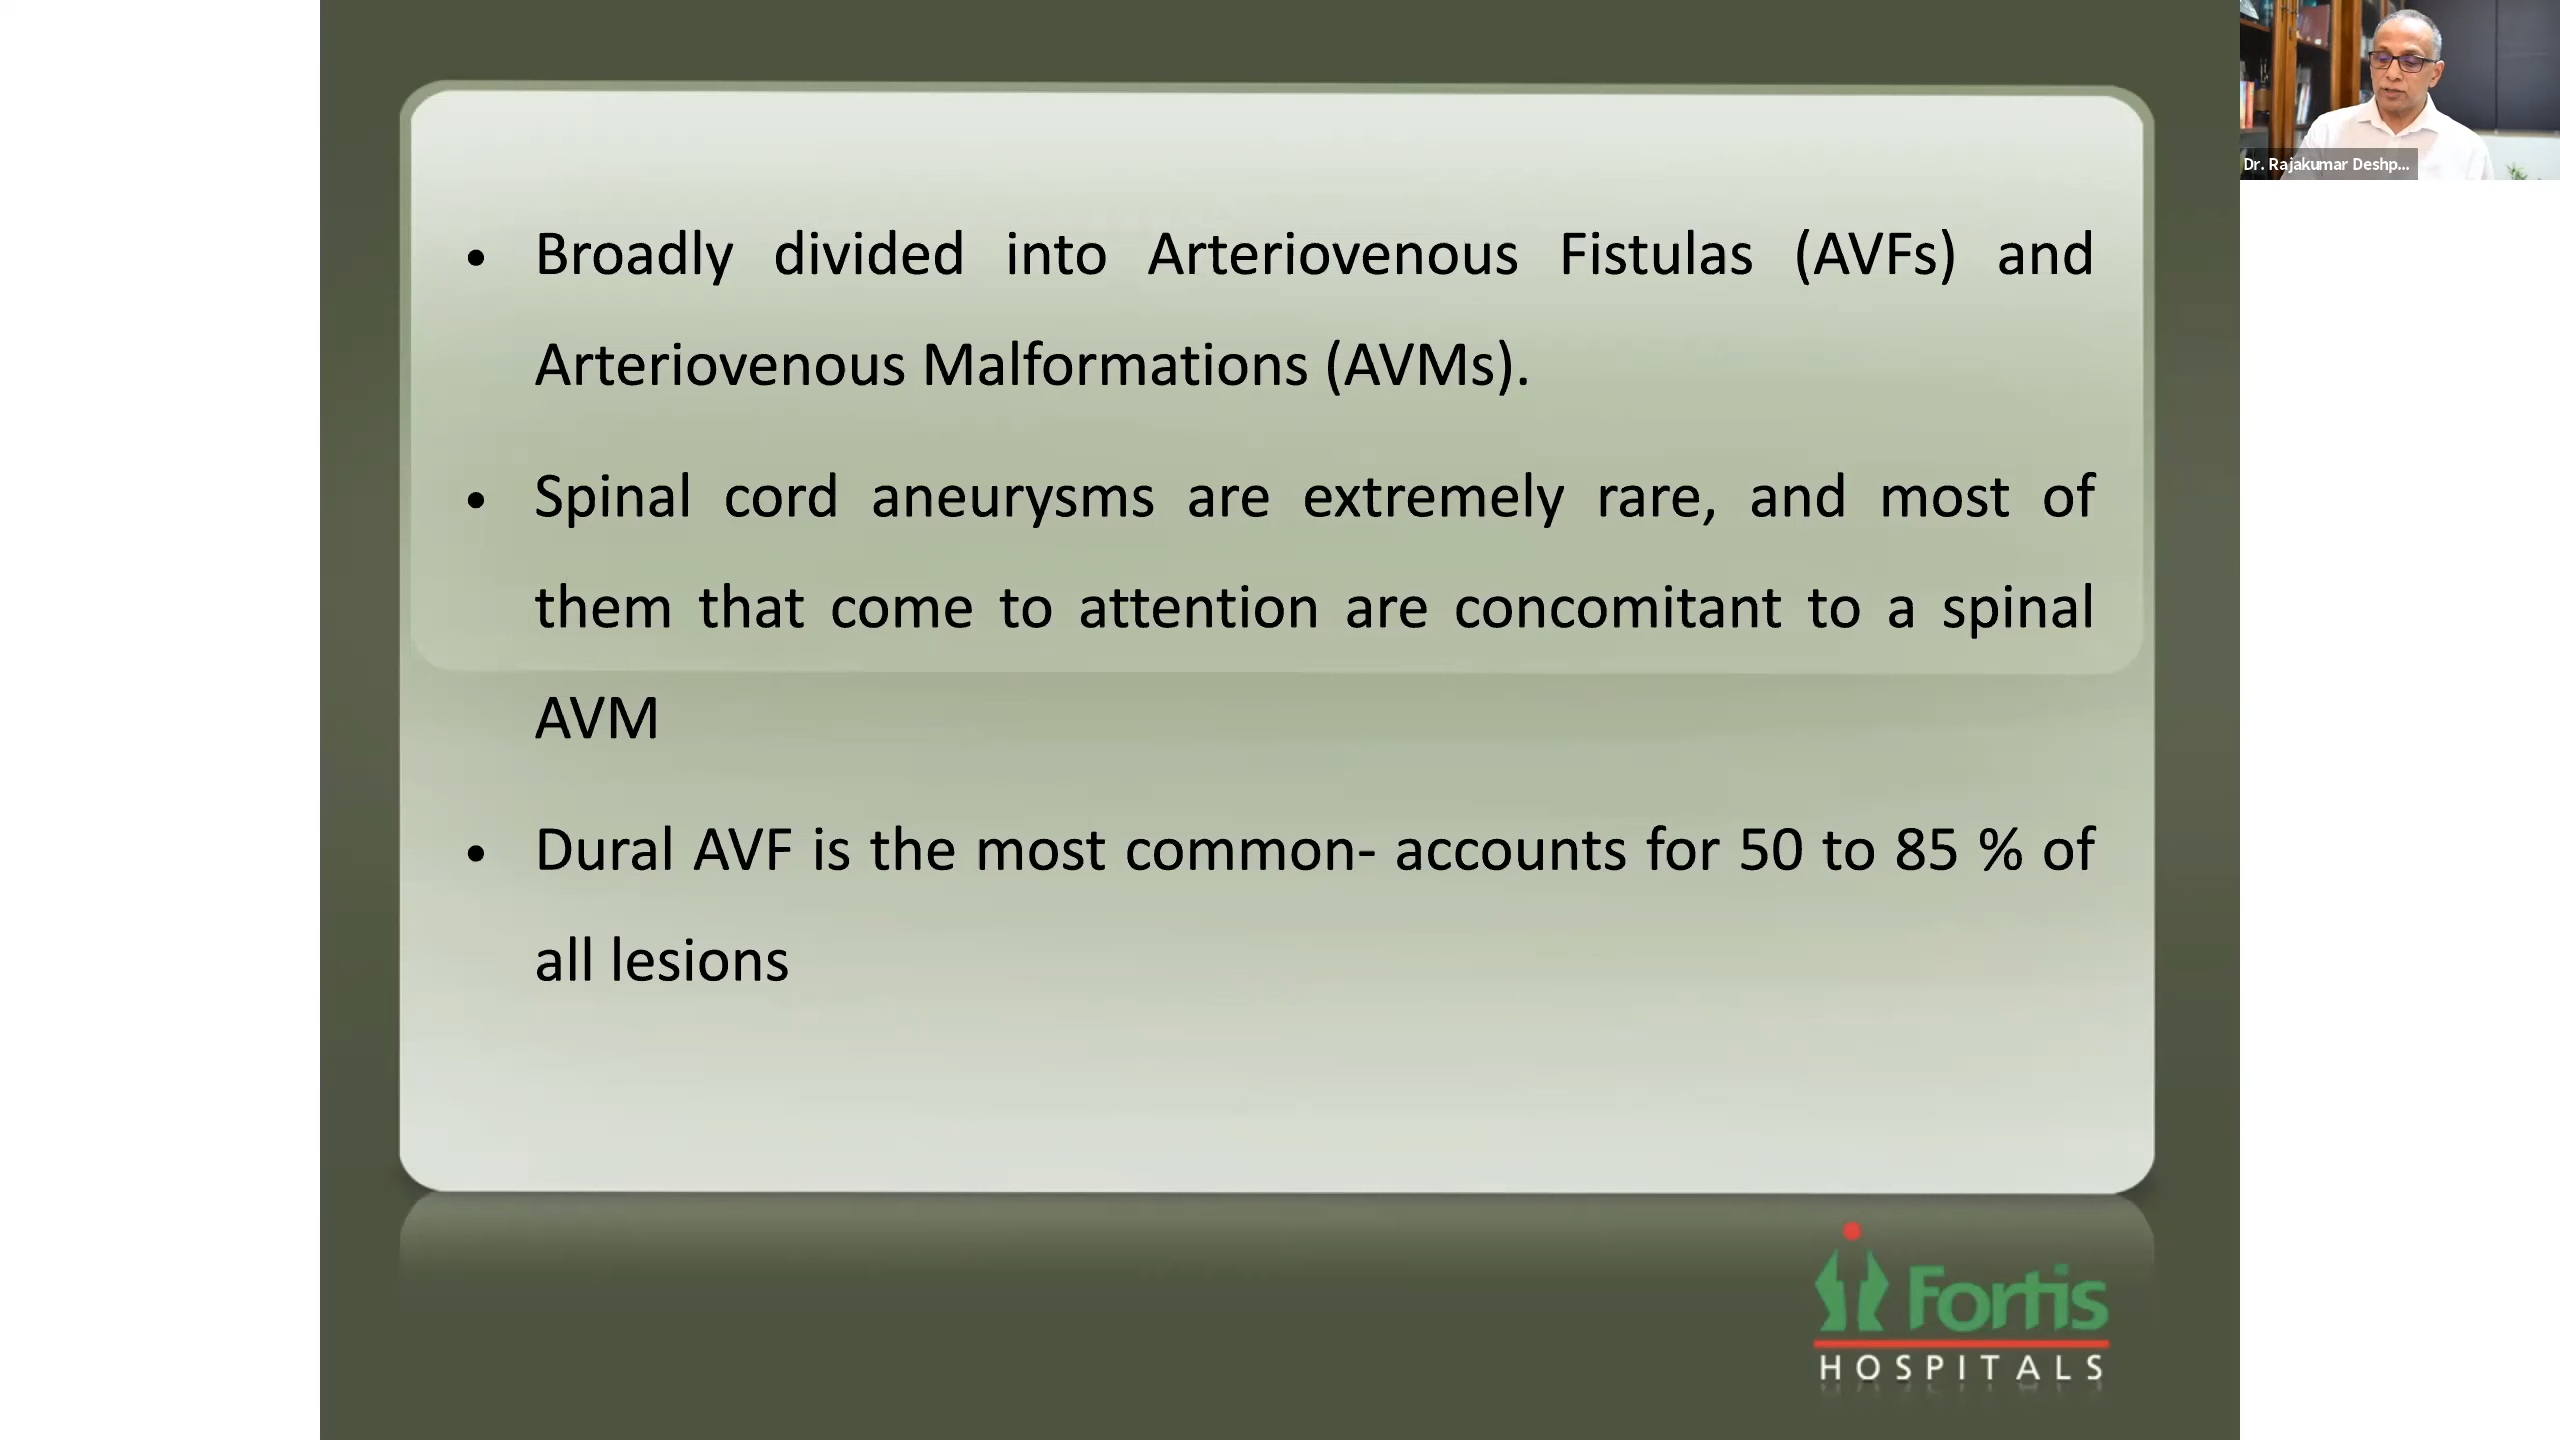 • Broadly divided into Arteriovenous Fistulas (AVFs) and
Arteriovenous Malformations (AVMs).
• Spinal cord aneurysms are extremely rare, and most of
them that come to attention are concomitant to a spinal
AVM
• Dural AVF is the most common- accounts for 50 to 85 % of
all lesions
Fortis
HOSPITALS
Dr. Rajakumar Deshp...